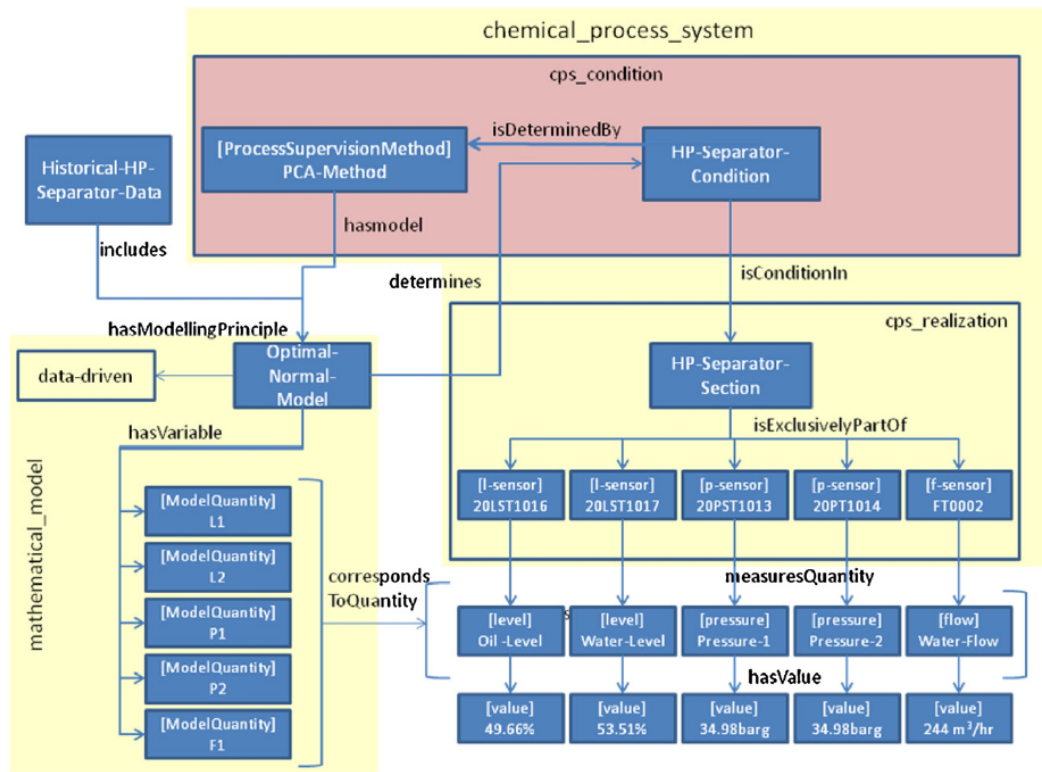 chemical_process_system
cps_condition
isDeterminedBy
[ProcessSupervisionMethod]
PCA-Method
HP-Separator-
Condition
Historical-HP-
Separator-Data
hasmodel
includes
determines
isConditionIn
cps_realization
hasModellingPrinciple
Optimal-
Normal-
Model
data-driven
HP-Separator-
Section
isExclusivelyPartOf
hasVariable
mathematical_model
[l-sensor]
20LST1016
[l-sensor]
20LST1017
[p-sensor]
20PST1013
[p-sensor]
20PT1014
[f-sensor]
FT0002
[ModelQuantity]
L1
[ModelQuantity]
L2
[ModelQuantity]
P1
[ModelQuantity]
P2
[ModelQuantity]
F1
corresponds
ToQuantity
measuresQuantity
[level]
Oil -Level
s
[level]
Water-Level
[pressure]
Pressure-1
[pressure]
Pressure-2
[flow]
Water-Flow
hasValue
[value]
49.66%
[value]
53.51%
[value]
34.98barg
[value]
34.98barg
[value]
244 m³/hr